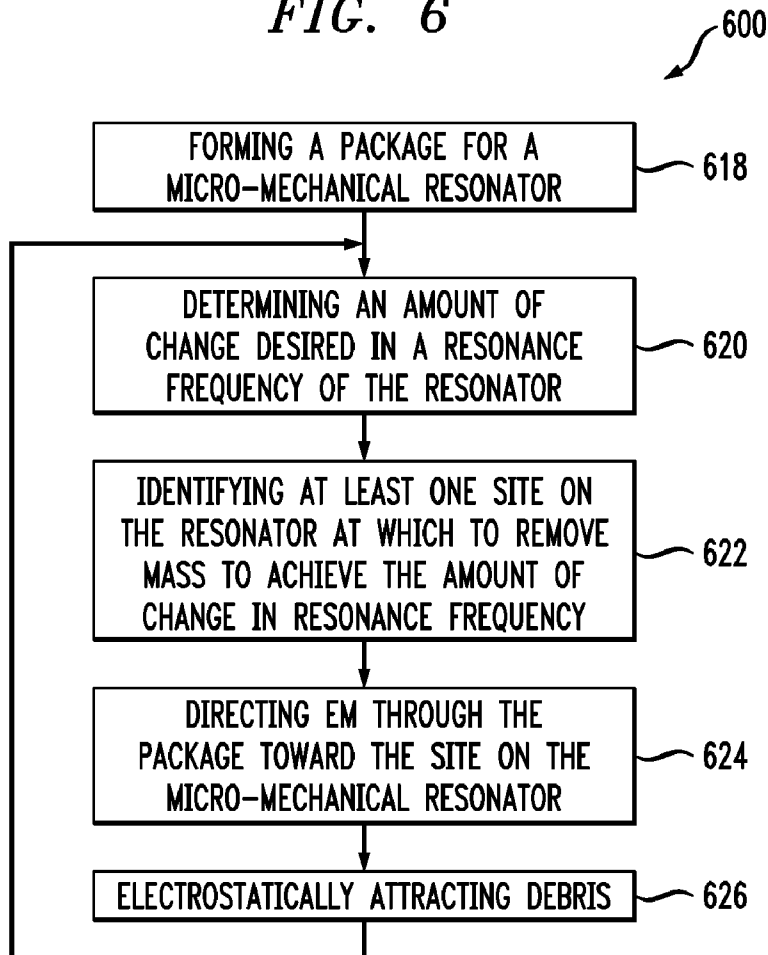 FIG. 6
600
FORMING A PACKAGE FOR A
MICRO-MECHANICAL RESONATOR
618
DETERMINING AN AMOUNT OF
CHANGE DESIRED IN A RESONANCE
FREQUENCY OF THE RESONATOR
620
IDENTIFYING AT LEAST ONE SITE ON
THE RESONATOR AT WHICH TO REMOVE
MASS TO ACHIEVE THE AMOUNT OF
CHANGE IN RESONANCE FREQUENCY
622
DIRECTING EM THROUGH THE
PACKAGE TOWARD THE SITE ON THE
MICRO-MECHANICAL RESONATOR
624
ELECTROSTATICALLY ATTRACTING DEBRIS
626